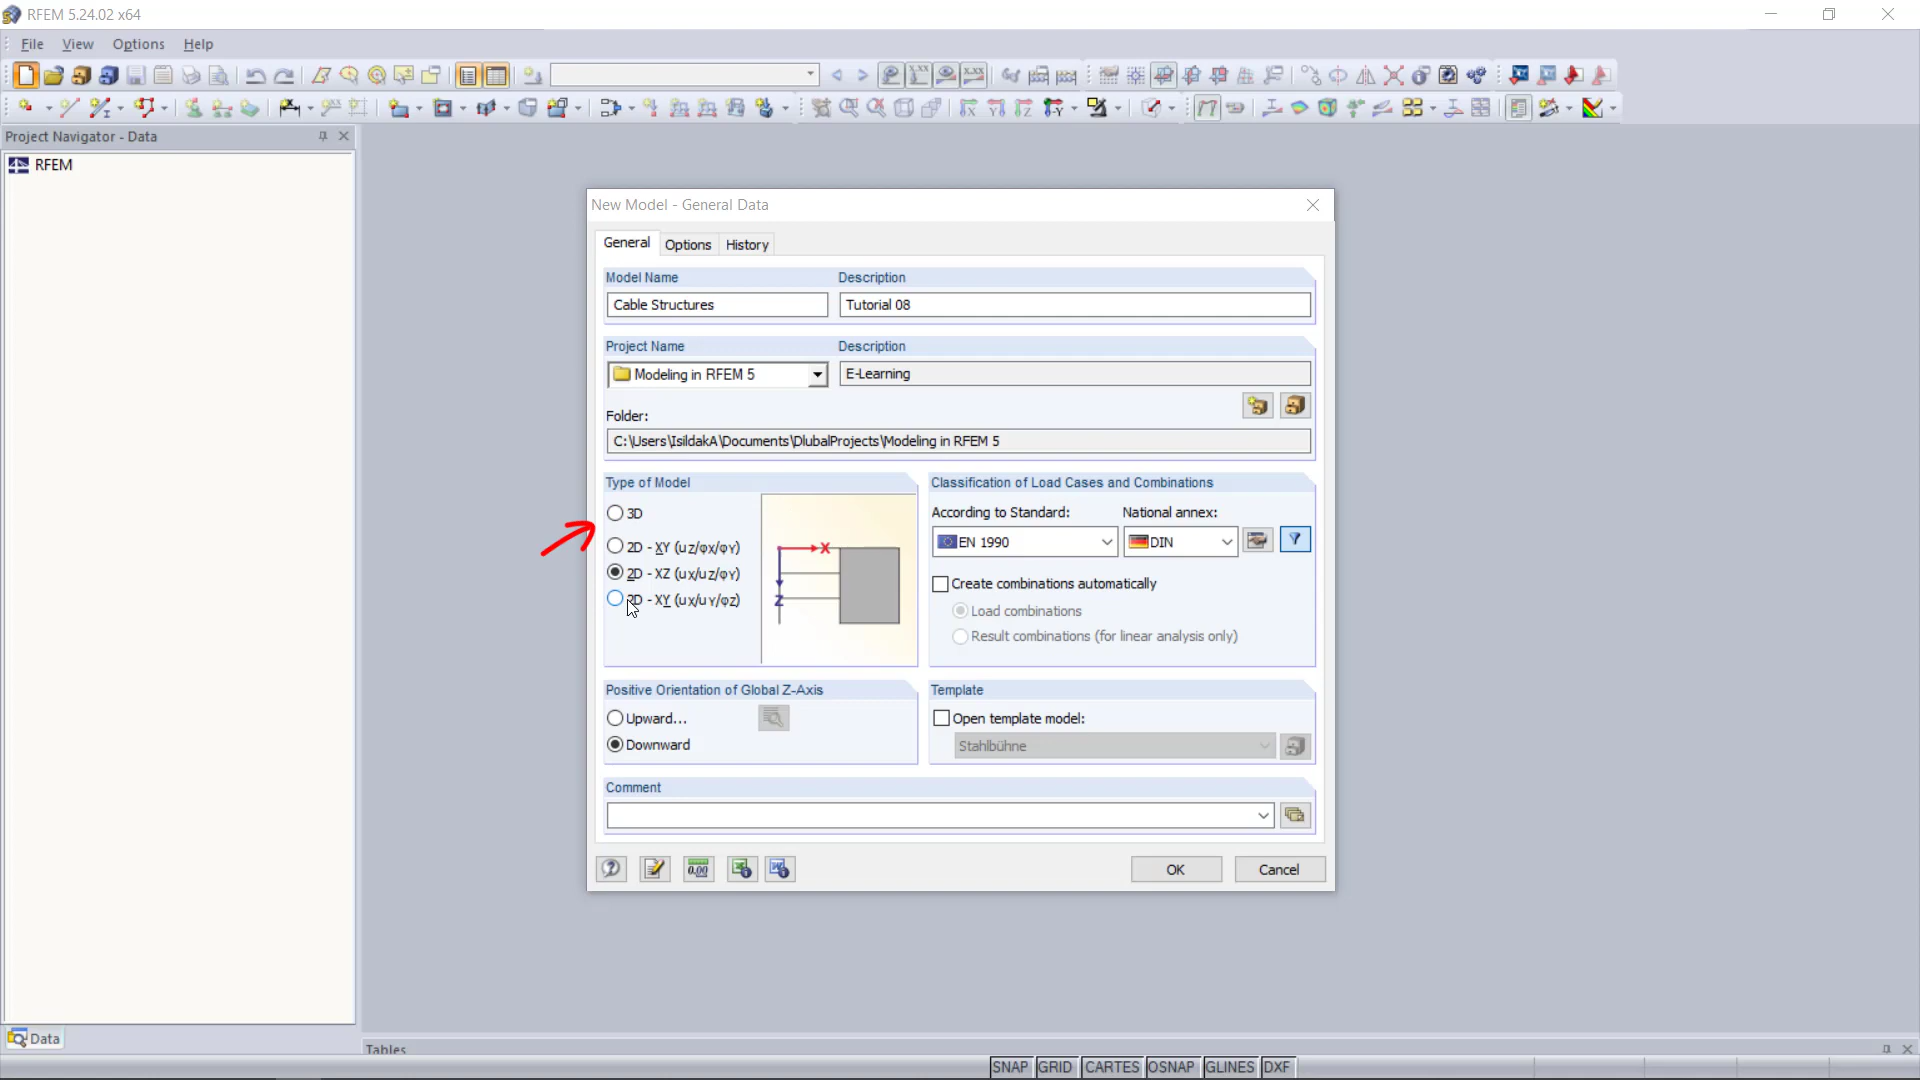 RFEM 5.24.02 x64
File View Options Help
Project Navigator - Data
RFEM
New Model - General Data
General Options History
Model Name Description
Cable Structures Tutorial 08
Project Name Description
Modeling in RFEM 5 E-Learning
Folder:
C:\Users\IsildakA\Documents\DlubalProjects\Modeling in RFEM 5
Type of Model Classification of Load Cases and Combinations
3D According to Standard: National annex:
2D - XY (uZ/φX/φY) X EN 1990 DIN
2D - XZ (uX/uZ/φY) Create combinations automatically
2D - XY (uX/uY/φZ) Z Load combinations
Result combinations (for linear analysis only)
Positive Orientation of Global Z-Axis Template
Upward... Open template model:
Downward Stahlbühne
Comment
0.00 OK Cancel
Data
Tables
SNAP GRID CARTES OSNAP GLINES DXF